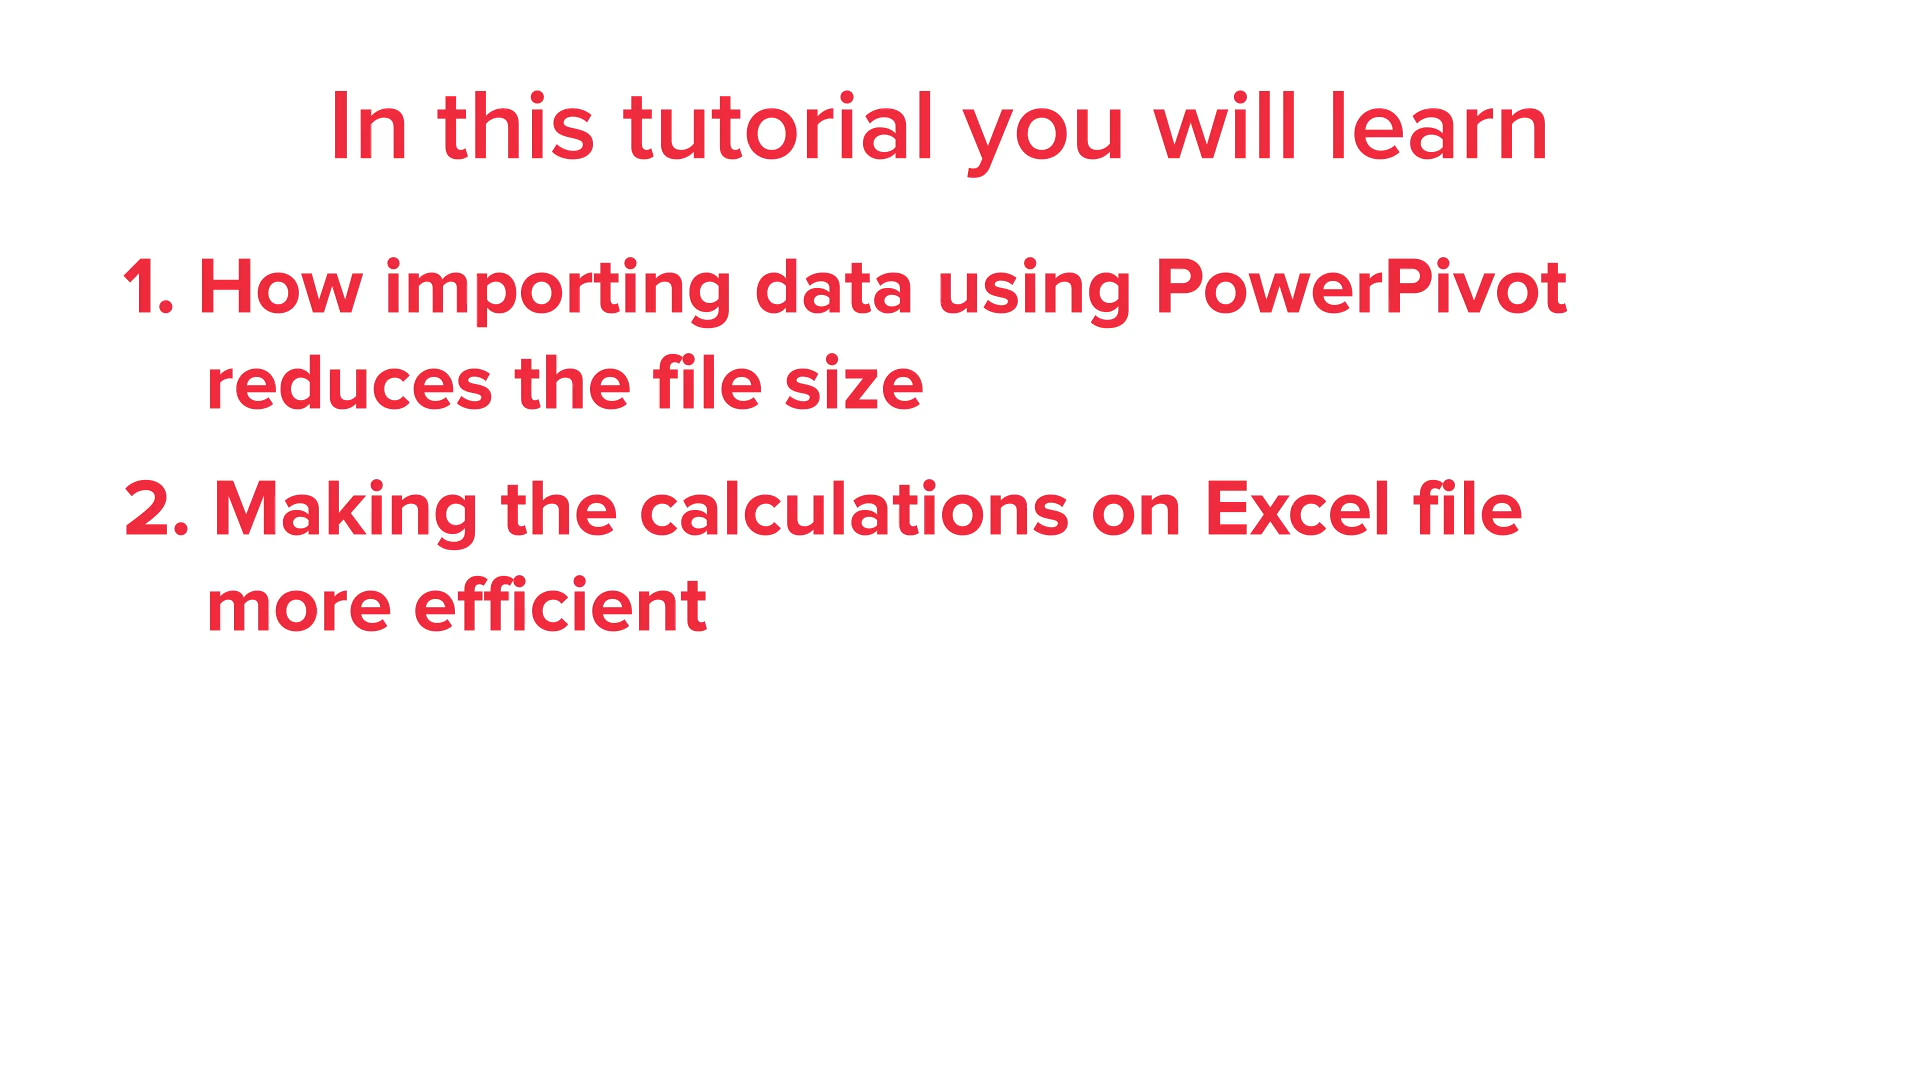 In this tutorial you will learn
1. How importing data using PowerPivot
reduces the file size
2. Making the calculations on Excel file
more efficient